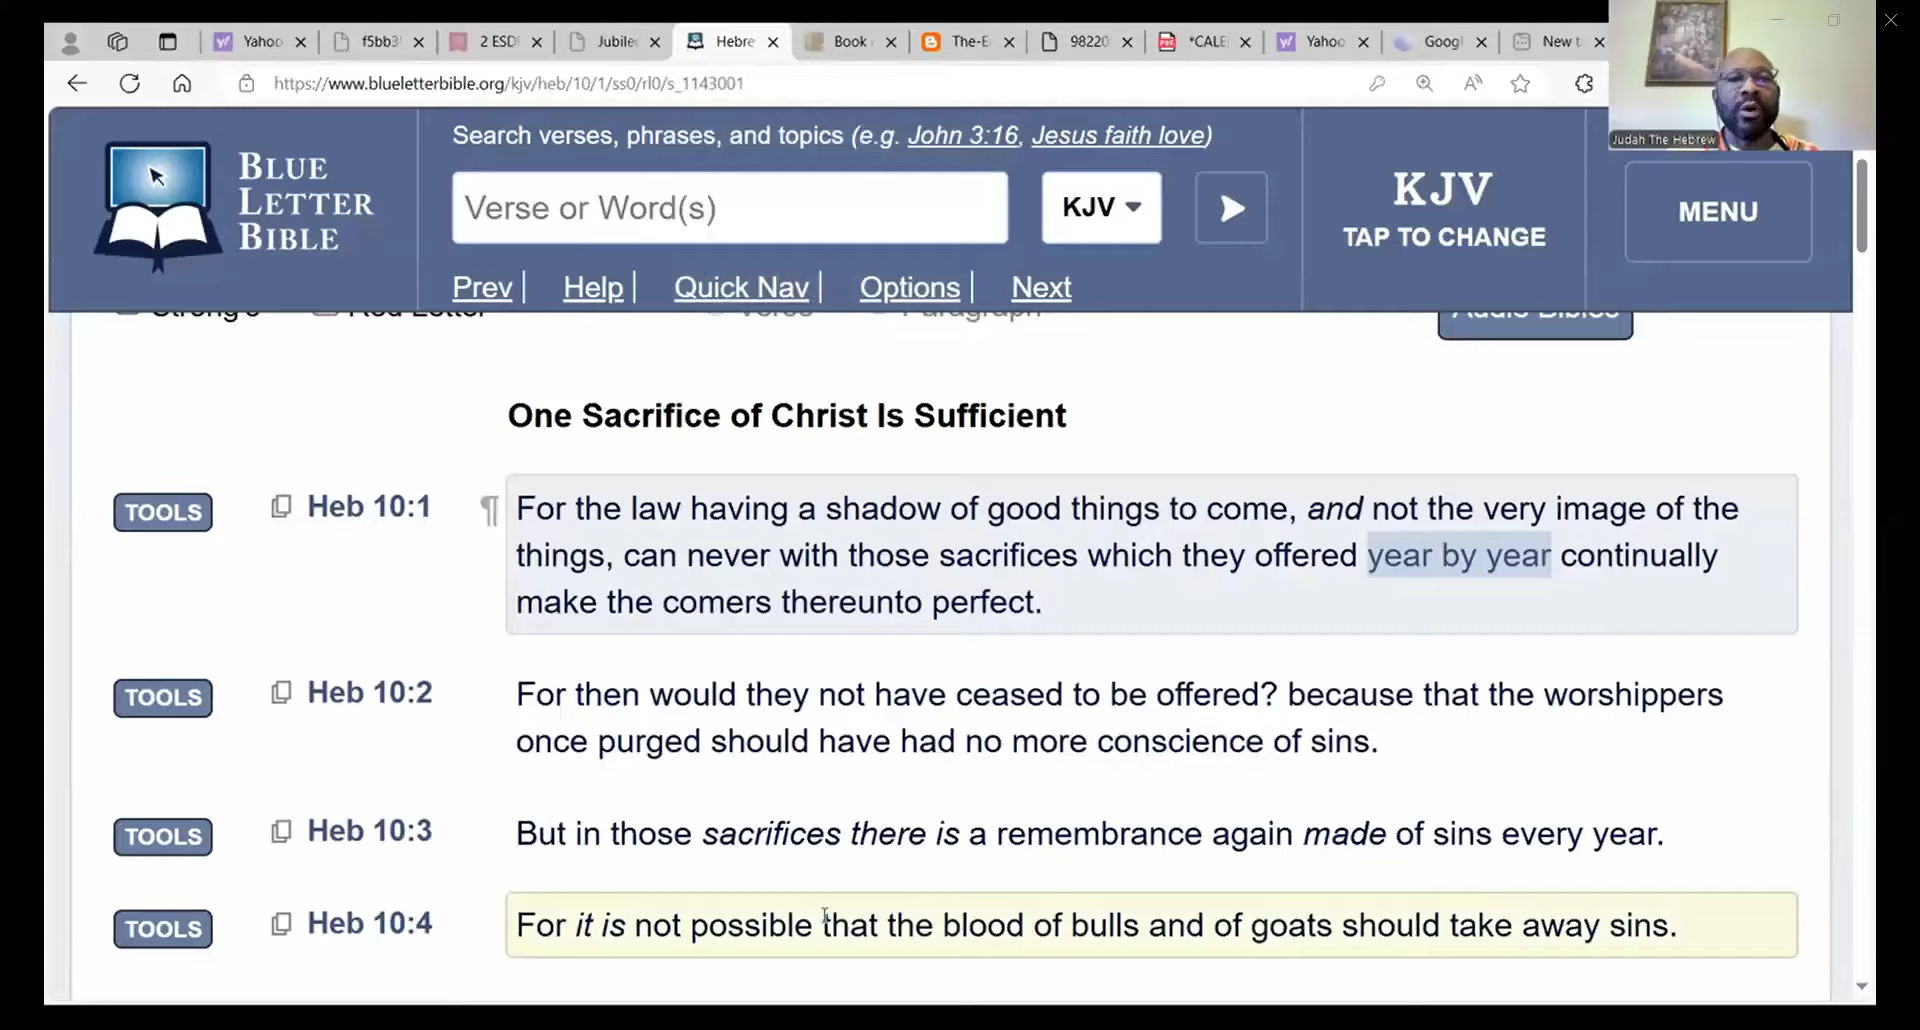 Yahoo
f5bb3
2 ESD
Jubile
Hebre
Book
The-E
98220
*CALE
Yahoo
Googl
New t
https://www.blueletterbible.org/kjv/heb/10/1/ss0/rl0/s_1143001
Judah The Hebrew
BLUE
LETTER
BIBLE
Search verses, phrases, and topics (e.g. John 3:16, Jesus faith love)
Verse or Word(s)
KJV
KJV
TAP TO CHANGE
MENU
Prev | Help | Quick Nav | Options | Next
Strong's Red Letter Verse Paragraph
Audio Bibles
One Sacrifice of Christ Is Sufficient
TOOLS Heb 10:1 ¶ For the law having a shadow of good things to come, and not the very image of the
things, can never with those sacrifices which they offered year by year continually
make the comers thereunto perfect.
TOOLS Heb 10:2 For then would they not have ceased to be offered? because that the worshippers
once purged should have had no more conscience of sins.
TOOLS Heb 10:3 But in those sacrifices there is a remembrance again made of sins every year.
TOOLS Heb 10:4 For it is not possible that the blood of bulls and of goats should take away sins.